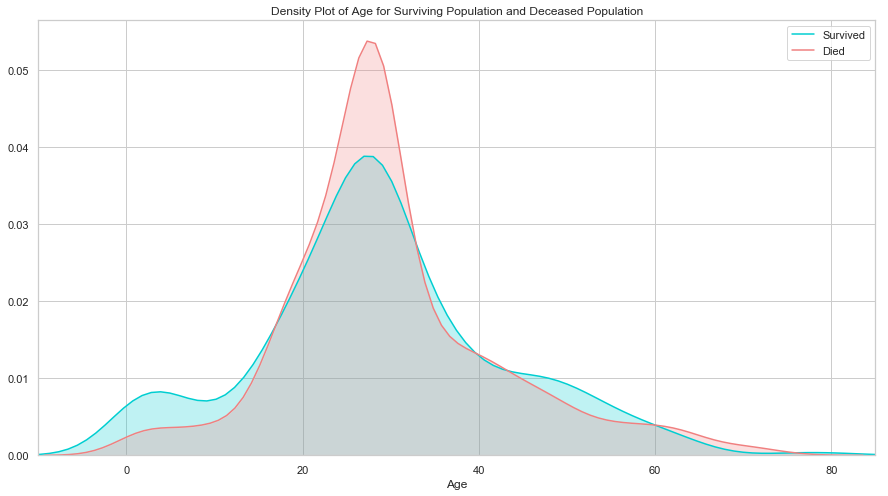 Density Plot of Age for Surviving Population and Deceased Population
Survived
Died
0.05
0.04
0.03
0.02
0.01
0.00
0 20 40 60 80
Age